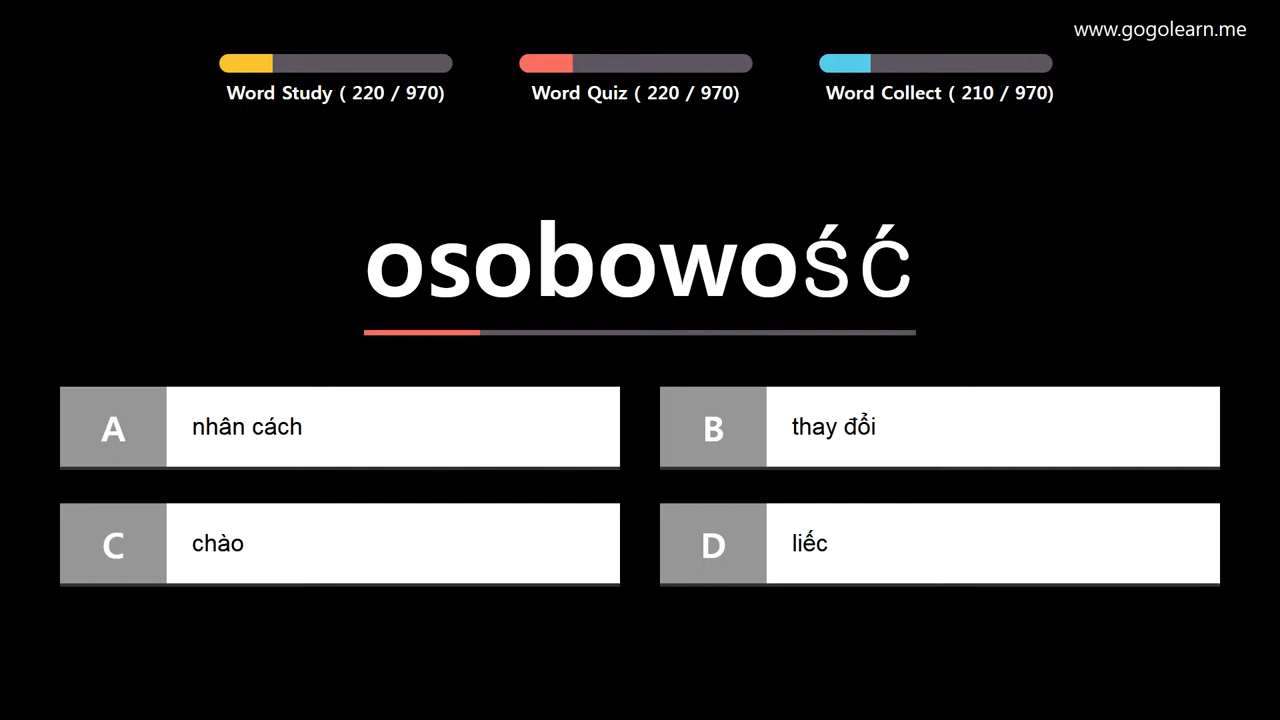 www.gogolearn.me
Word Study ( 220 / 970)
Word Quiz ( 220 / 970)
Word Collect ( 210 / 970)
osobowość
A nhân cách
B thay đổi
C chào
D liếc